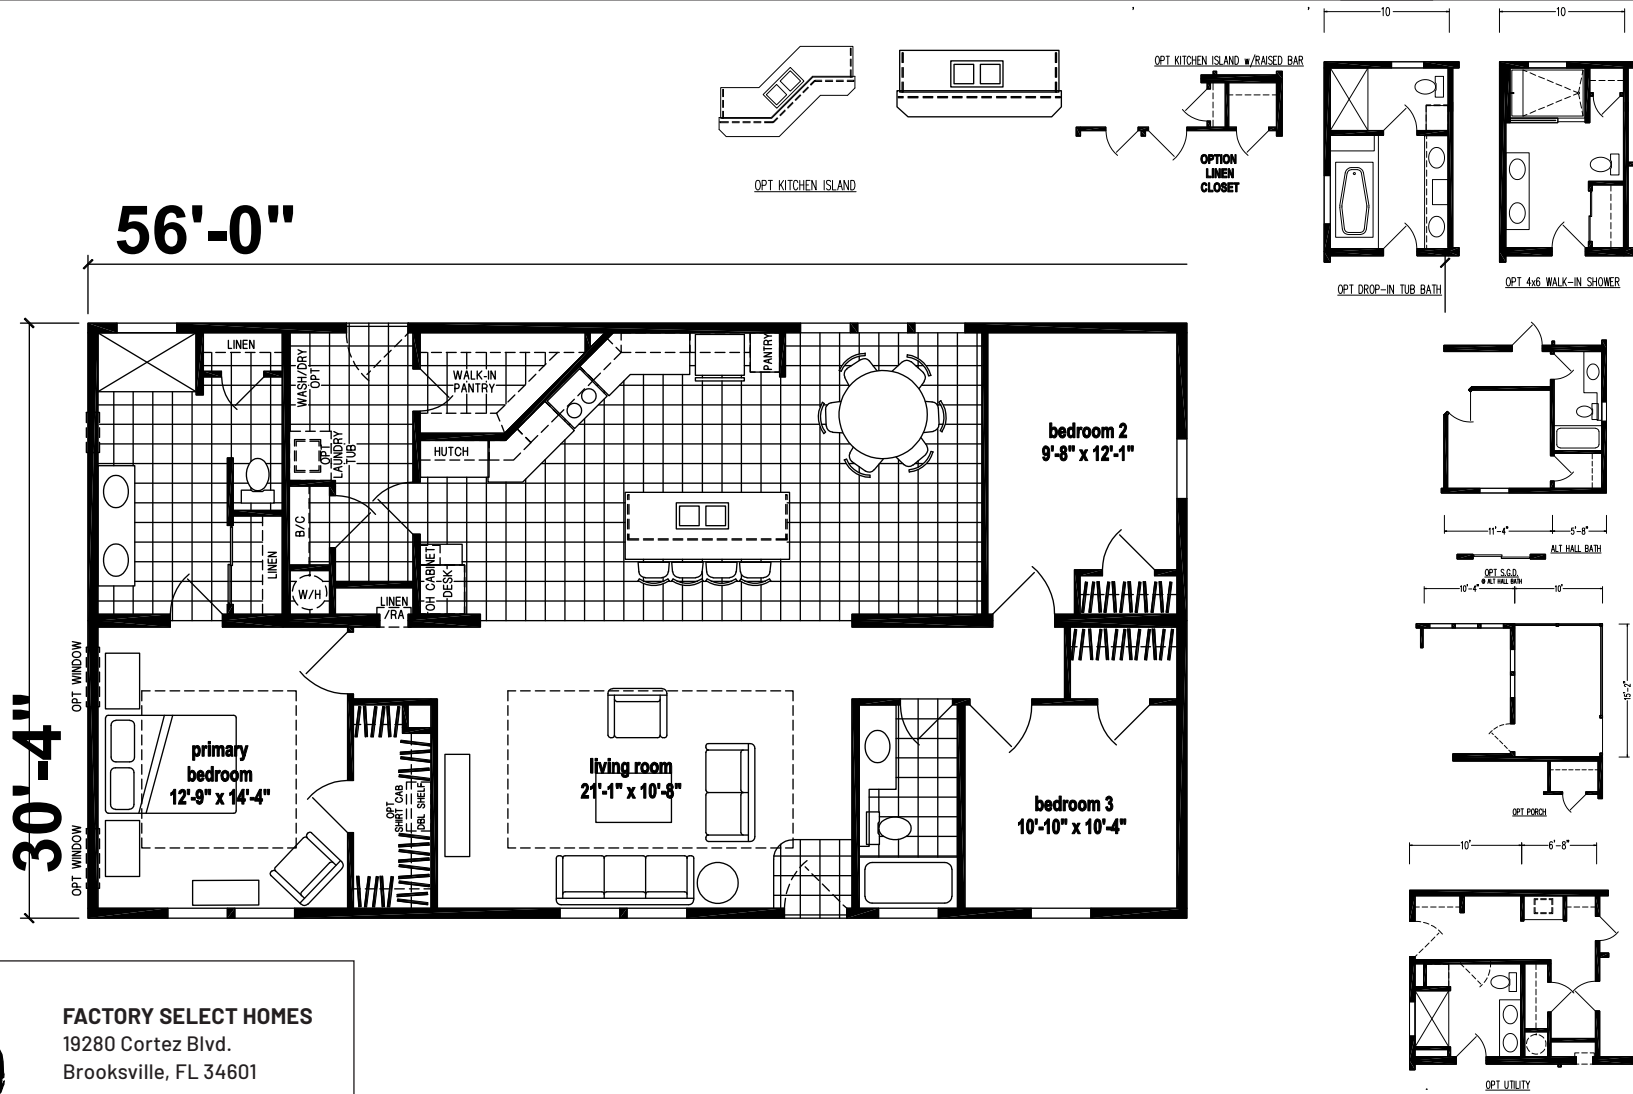 10
10
OPT KITCHEN ISLAND w/RAISED BAR
OPTION
LINEN
CLOSET
OPT KITCHEN ISLAND
OPT DROP-IN TUB BATH
OPT 4x6 WALK-IN SHOWER
56'-0"
30'-4"
LINEN
WASH/DRY
OPT
WALK-IN
PANTRY
PANTRY
OPT
LAUNDRY
TUB
HUTCH
B/C
LINEN
W/H
LINEN
/RA
OH CABINET
DESK
bedroom 2
9'-8" x 12'-1"
OPT WINDOW
OPT WINDOW
primary
bedroom
12'-9" x 14'-4"
OPT
SHIRT CAB
DBL SHELF
living room
21'-1" x 10'-8"
bedroom 3
10'-10" x 10'-4"
11'-4"
5'-8"
ALT HALL BATH
OPT S.G.D.
@ ALT HALL BATH
10'-4"
10'
15'-2"
OPT PORCH
10'
6'-8"
OPT UTILITY
FACTORY SELECT HOMES
19280 Cortez Blvd.
Brooksville, FL 34601